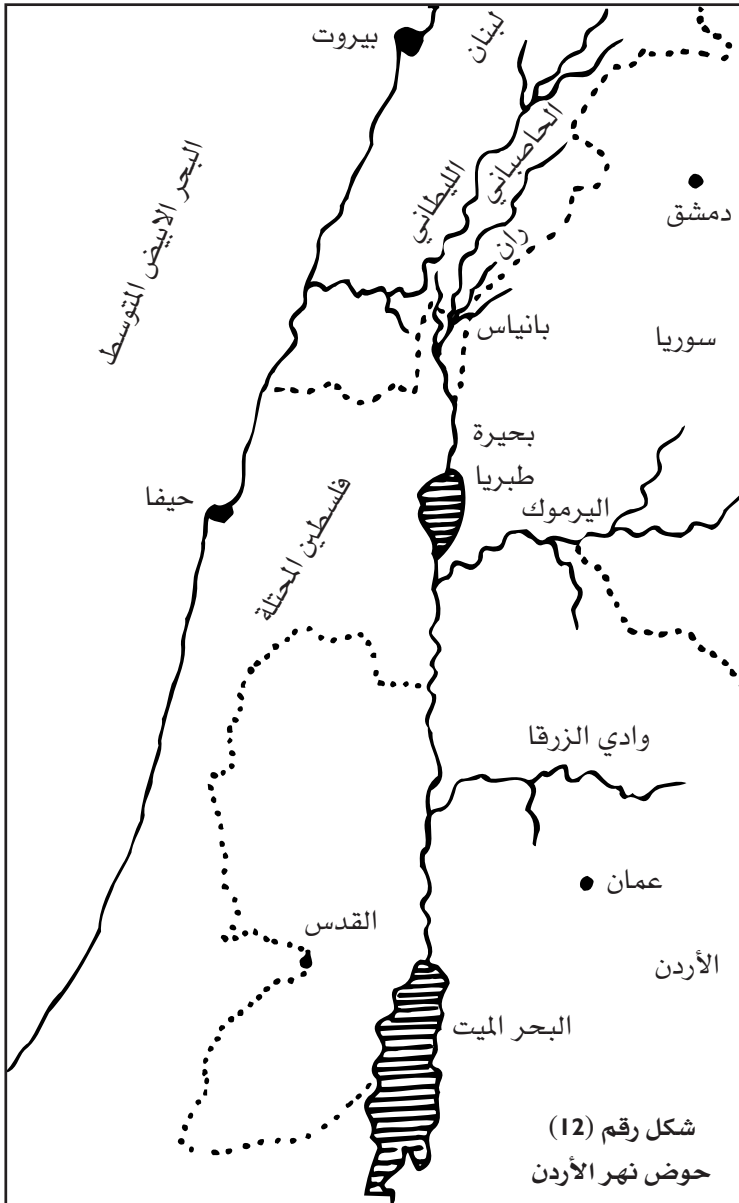 بيروت
لبنان
البحر الابيض المتوسط
الليطاني
الحاصباني
دمشق
ران
بانياس
سوريا
بحيرة
طبريا
حيفا
اليرموك
فلسطين المحتلة
وادي الزرقا
عمان
القدس
الأردن
البحر الميت
شكل رقم (12)
حوض نهر الأردن